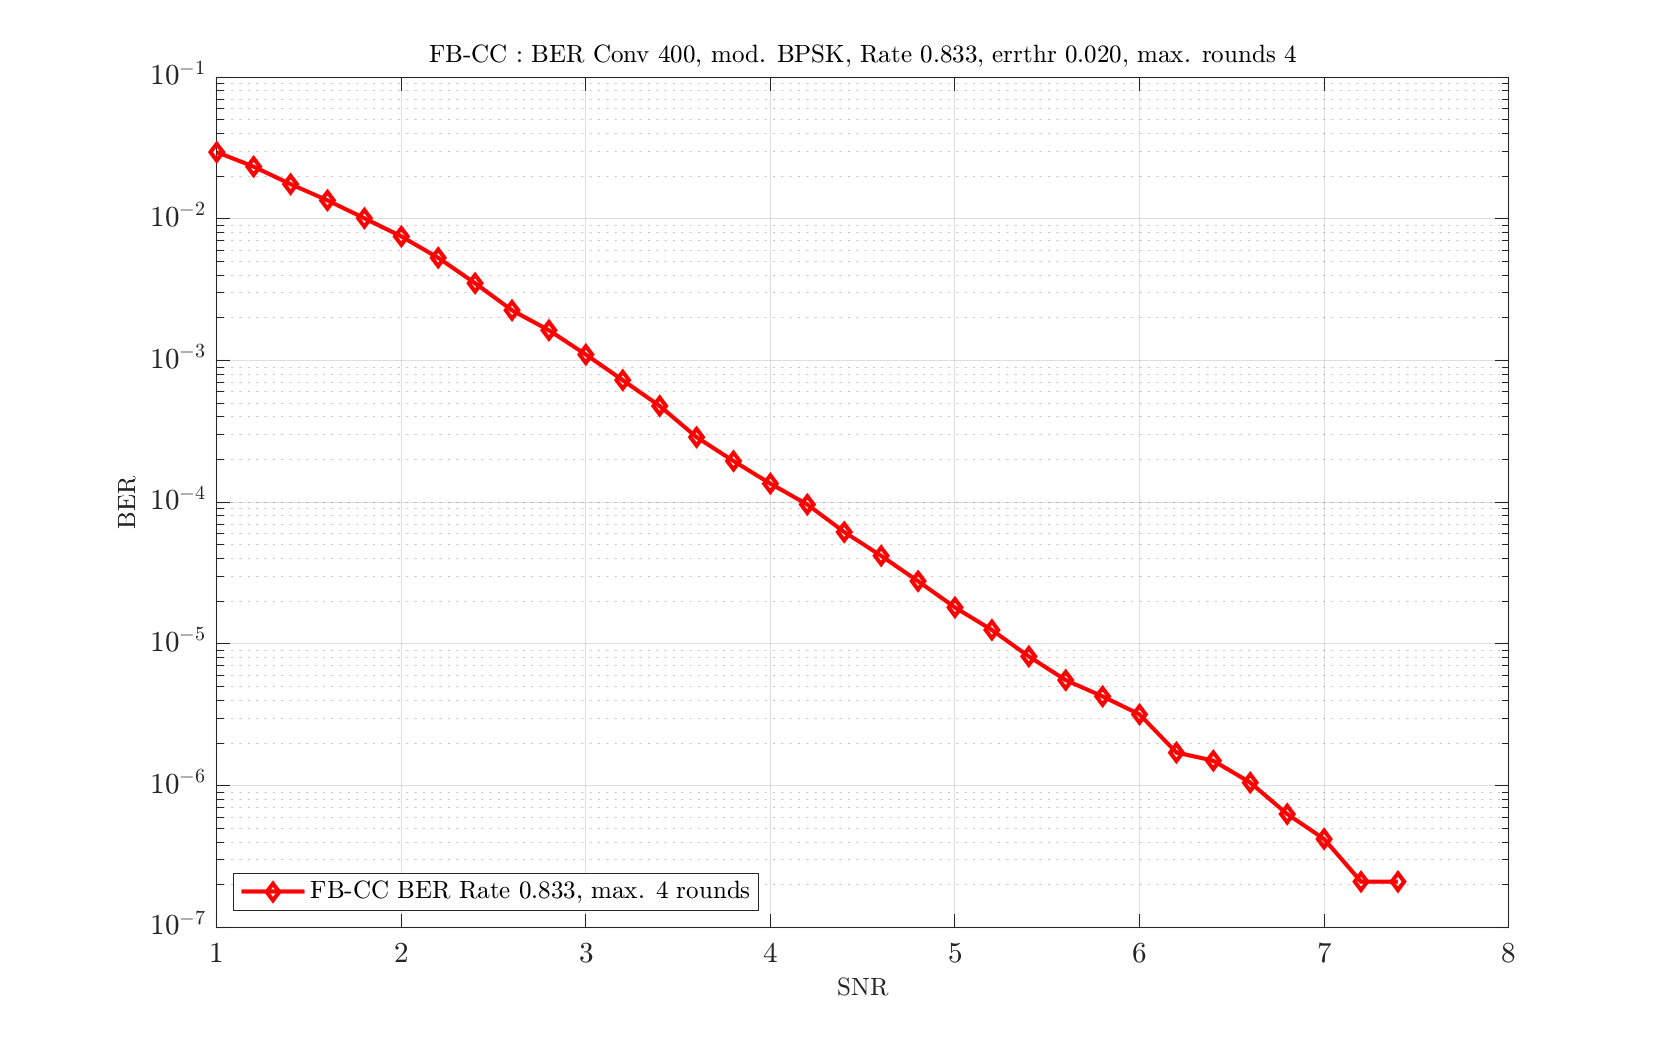 FB-CC : BER Conv 400, mod. BPSK, Rate 0.833, errthr 0.020, max. rounds 4
10⁻¹
10⁻²
10⁻³
10⁻⁴
10⁻⁵
10⁻⁶
10⁻⁷
BER
FB-CC BER Rate 0.833, max. 4 rounds
1 2 3 4 5 6 7 8
SNR